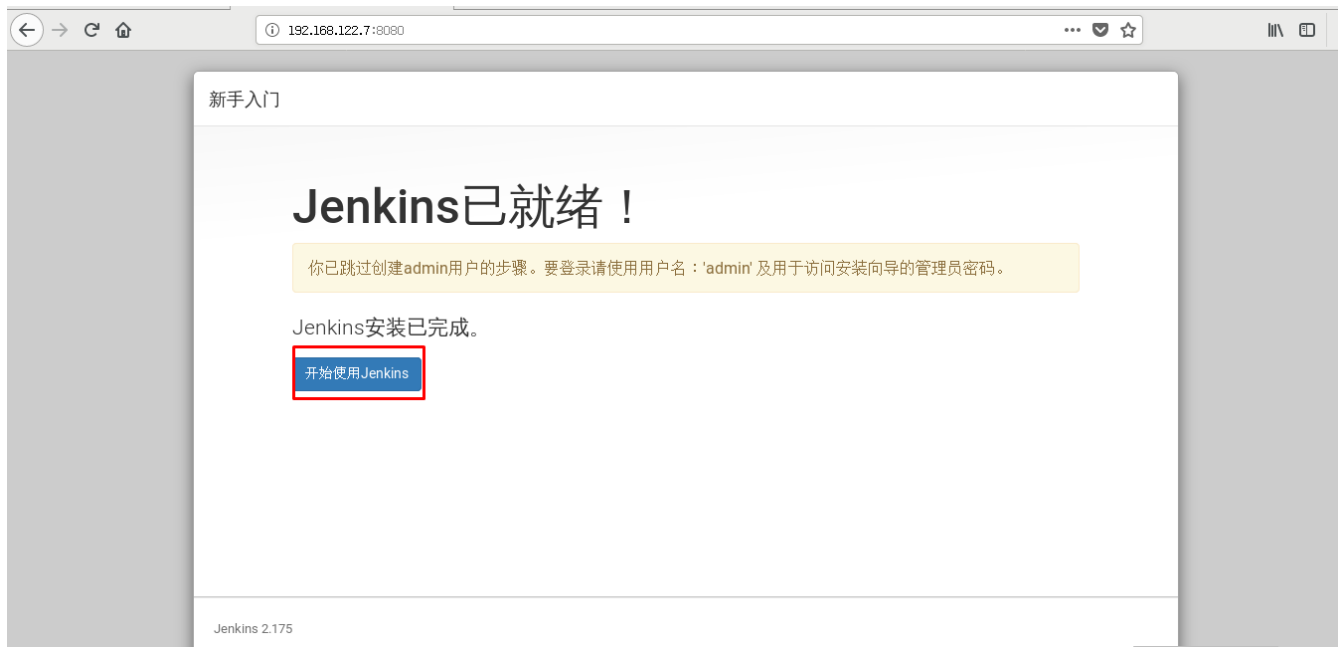 192.168.122.7:8080
新手入门
Jenkins已就绪！
你已跳过创建admin用户的步骤。要登录请使用用户名：'admin' 及用于访问安装向导的管理员密码。
Jenkins安装已完成。
开始使用Jenkins
Jenkins 2.175